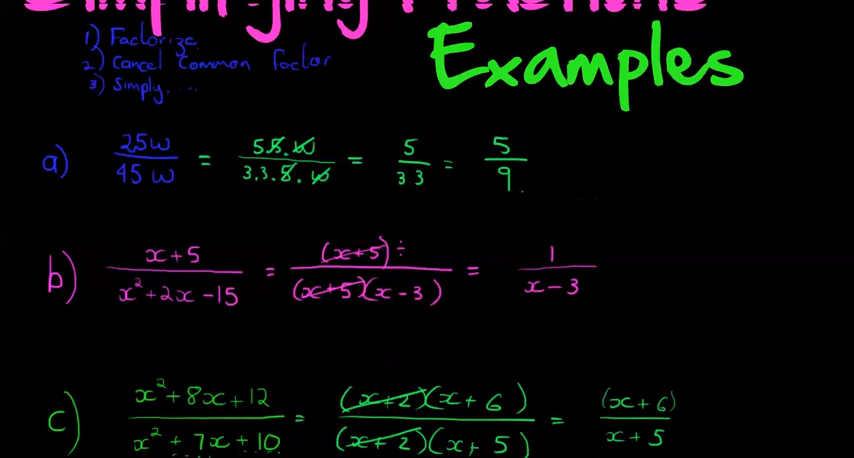 Simplifying Fractions
Examples
1) Factorize.
2) Cancel Common Factor
3) Simply. ...
a) 25w/45w = 5.5.w/3.3.5.w = 5/3 3 = 5/9.
b) x+5/x²+2x-15 = (x+5)÷/(x+5)(x-3) = 1/x-3
c) x²+8x+12/x²+7x+10 = (x+2)(x+6)/(x+2)(x+5) = (x+6)/x+5